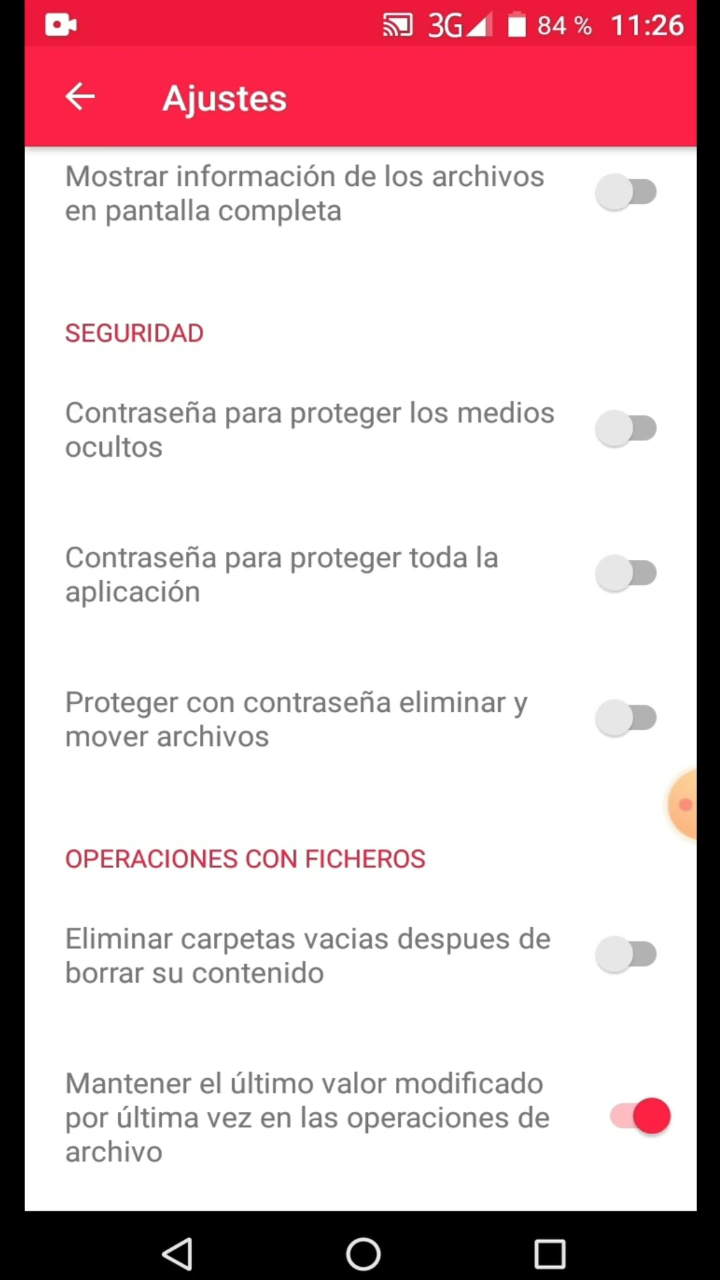 3G 84 % 11:26
Ajustes
Mostrar información de los archivos
en pantalla completa
SEGURIDAD
Contraseña para proteger los medios
ocultos
Contraseña para proteger toda la
aplicación
Proteger con contraseña eliminar y
mover archivos
OPERACIONES CON FICHEROS
Eliminar carpetas vacias despues de
borrar su contenido
Mantener el último valor modificado
por última vez en las operaciones de
archivo